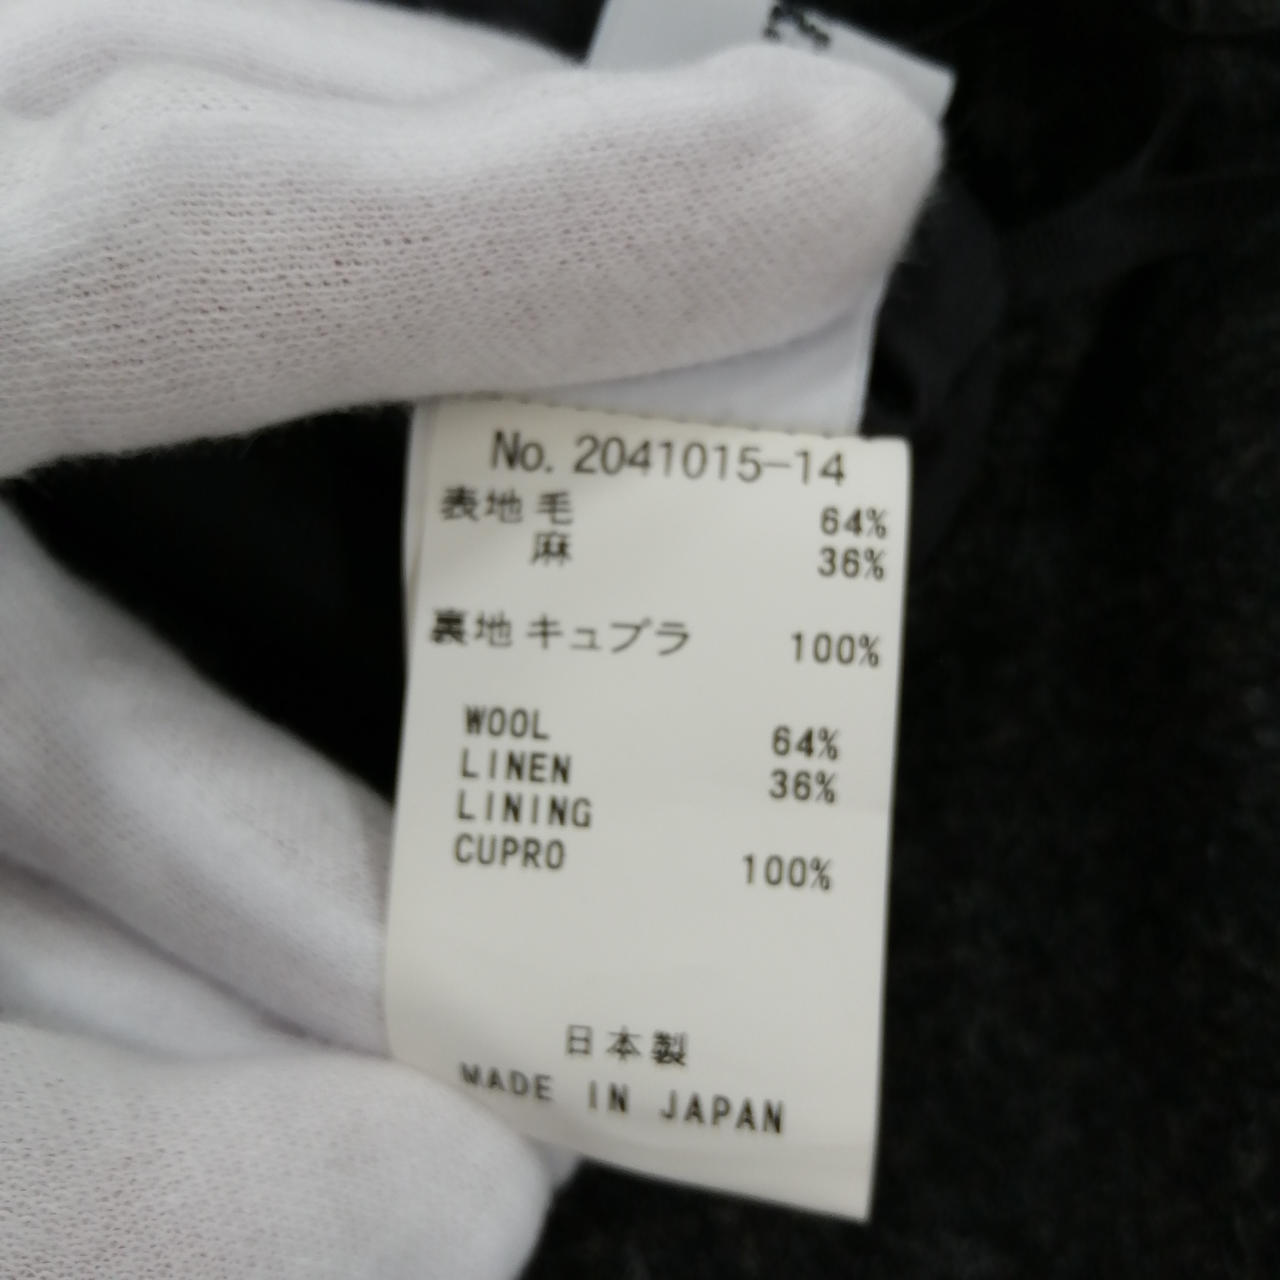 No. 2041015-14
表地 毛 64%
麻 36%
裏地 キュプラ 100%
WOOL 64%
LINEN 36%
LINING
CUPRO 100%
日本製
MADE IN JAPAN